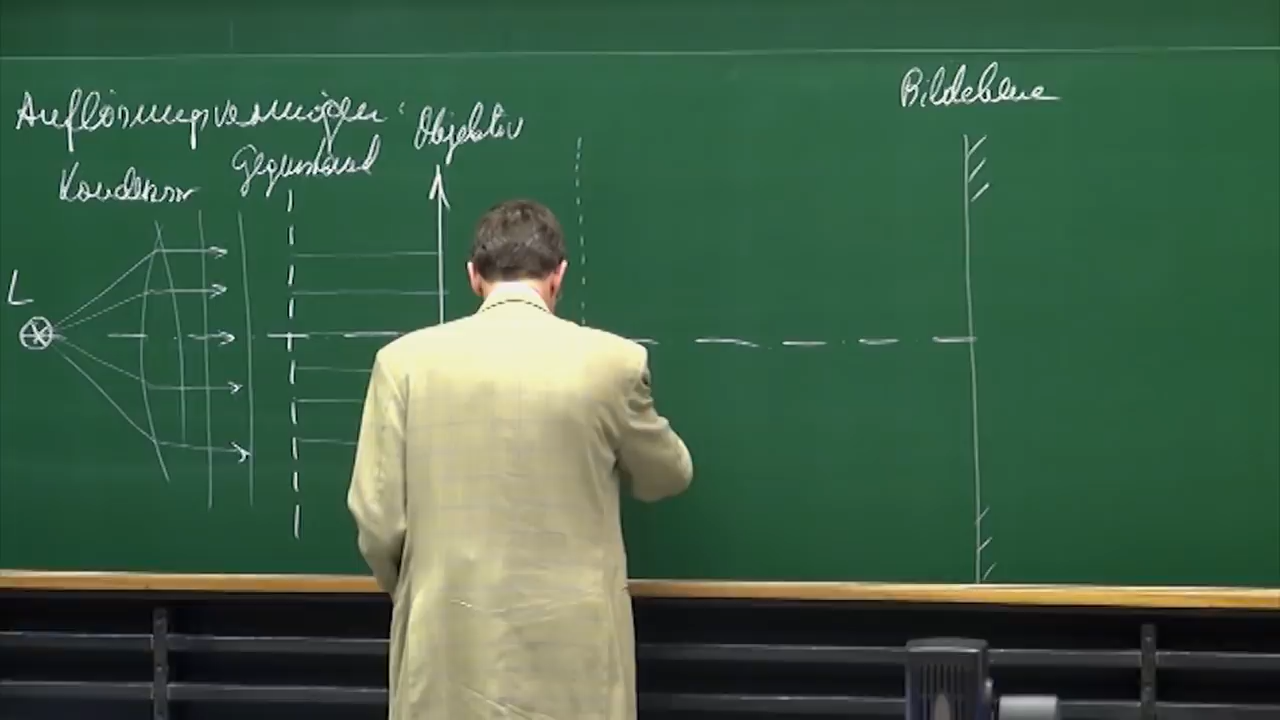 Auflösungsvermögen:
Bildebene
Objektiv
Gegenstand
Kondensor
L